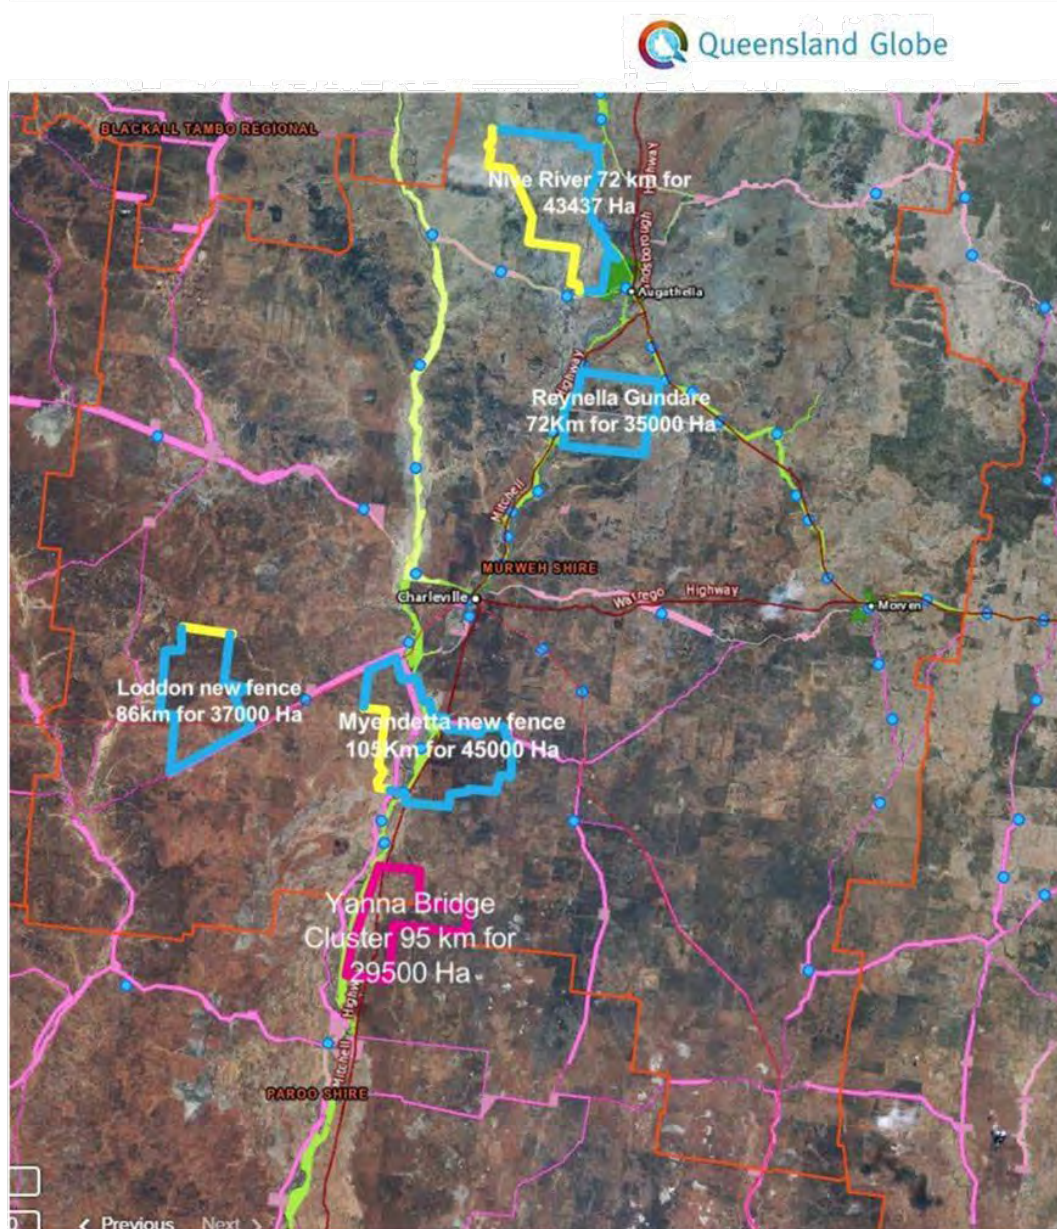 Queensland Globe
BLACKALL TAMBO REGIONAL
Highway
Nive River 72 km for
43437 Ha
Augathella
Highway
Reynella Gundare
72Km for 35000 Ha
Mitchell
MURWEH SHIRE
Charleville
Warrego Highway
Morven
Loddon new fence
86km for 37000 Ha
Myendetta new fence
105Km for 45000 Ha
Yanna Bridge
Cluster 95 km for
29500 Ha
Mitchell Highway
PAROO SHIRE
< Previous Next >